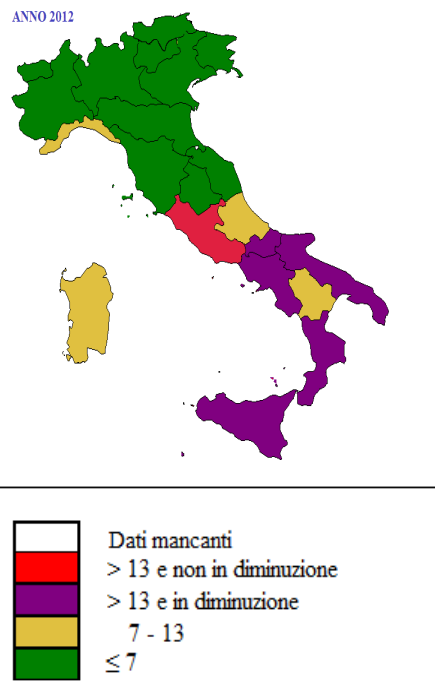 ANNO 2012
Dati mancanti
> 13 e non in diminuzione
> 13 e in diminuzione
7 - 13
≤ 7